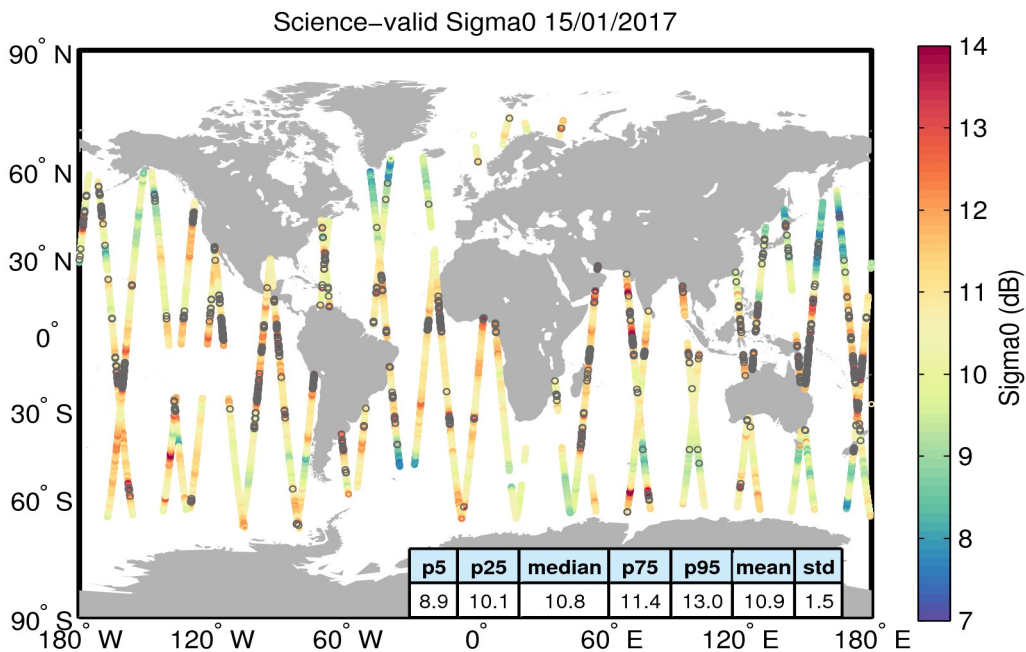 Science−valid Sigma0 15/01/2017
90° N
60° N
30° N
0°
30° S
60° S
90° S
180° W
120° W
60° W
0°
60° E
120° E
180° E
p5 p25 median p75 p95 mean std
8.9 10.1 10.8 11.4 13.0 10.9 1.5
14
13
12
11
10
9
8
7
Sigma0 (dB)